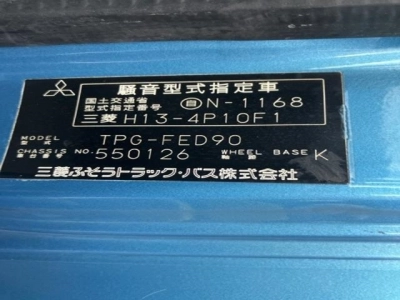 騒音型式指定車
国土交通省
型式指定番号 自N-1168
三菱 H13-4P10F1
MODEL
型式 TPG-FED90
CHASSIS NO. 550126 WHEEL BASE K
車台番号 軸距
三菱ふそうトラック・バス株式会社